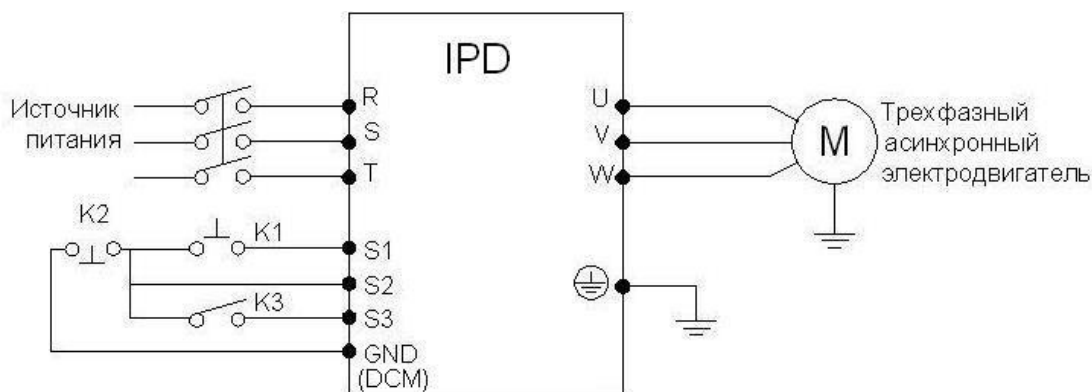 IPD
Источник
питания
R
S
T
U
V
W
M
Трехфазный
асинхронный
электродвигатель
K2
K1
S1
S2
K3
S3
GND
(DCM)